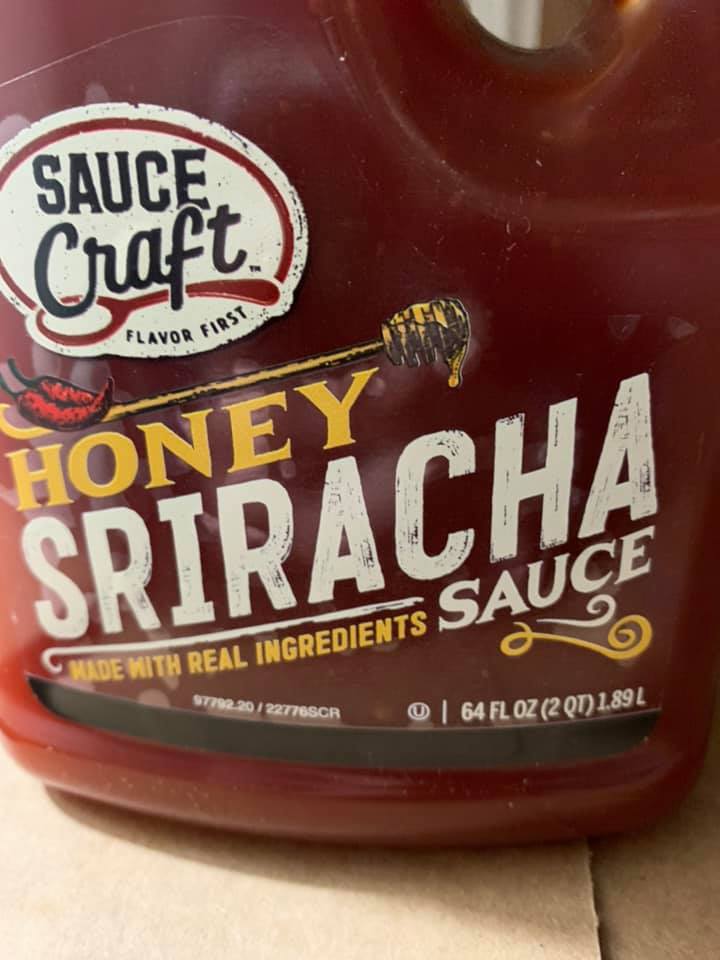 SAUCE
Craft™
FLAVOR FIRST
HONEY
SRIRACHA
SAUCE
MADE WITH REAL INGREDIENTS
97792.20 / 22776SCR
Ⓤ | 64 FL OZ (2 QT) 1.89 L